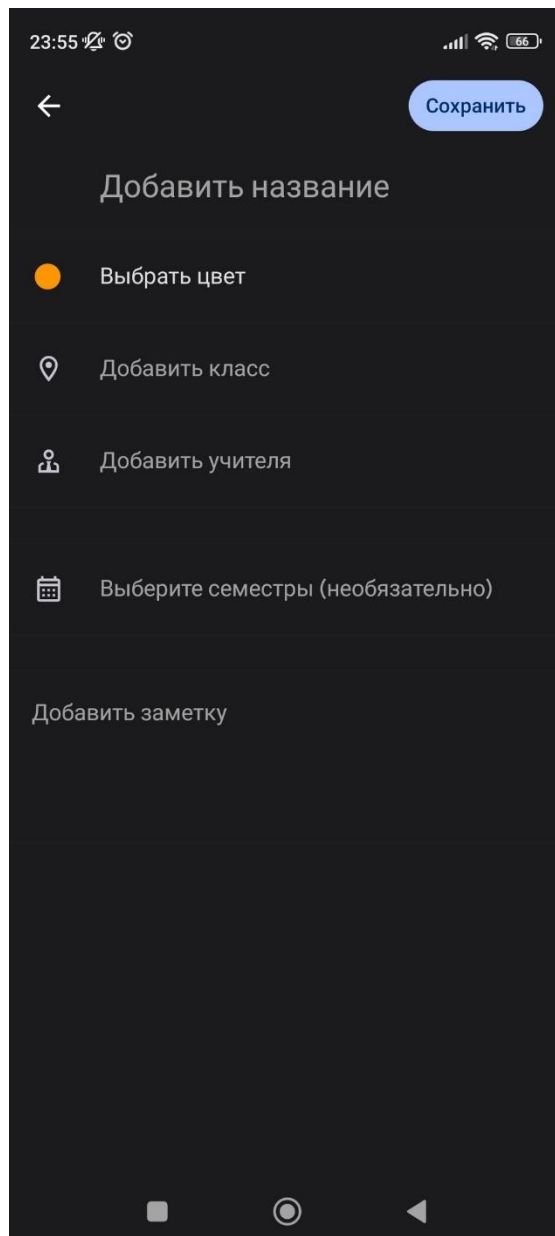 23:55
66
Сохранить
Добавить название
Выбрать цвет
Добавить класс
Добавить учителя
Выберите семестры (необязательно)
Добавить заметку